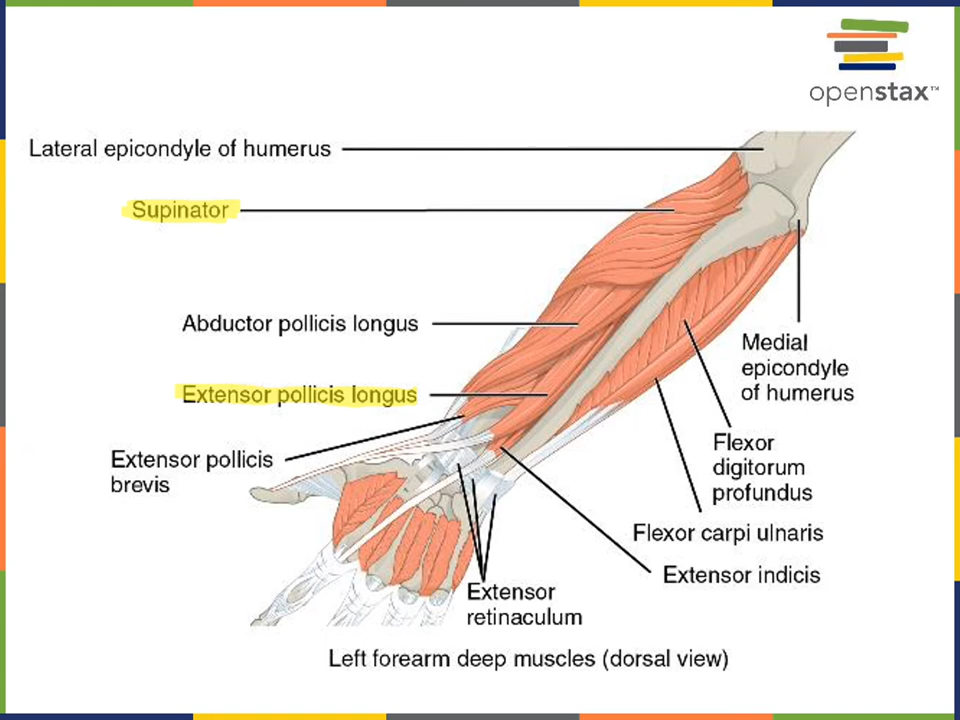 openstax™
Lateral epicondyle of humerus
Supinator
Abductor pollicis longus
Extensor pollicis longus
Extensor pollicis
brevis
Medial
epicondyle
of humerus
Flexor
digitorum
profundus
Flexor carpi ulnaris
Extensor indicis
Extensor
retinaculum
Left forearm deep muscles (dorsal view)